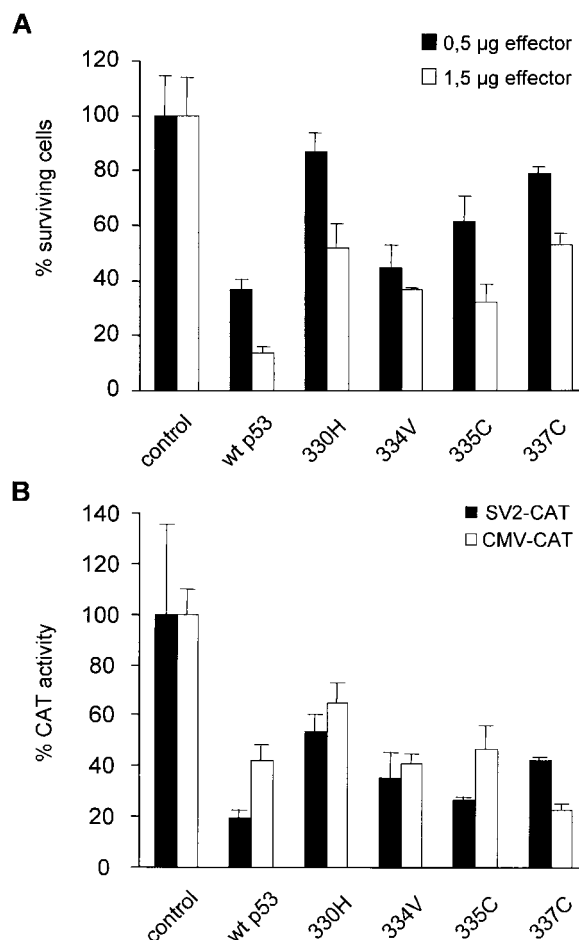 A
0,5 µg effector
1,5 µg effector
% surviving cells
120
100
80
60
40
20
0
control
wt p53
330H
334V
335C
337C
B
SV2-CAT
CMV-CAT
% CAT activity
140
120
100
80
60
40
20
0
control
wt p53
330H
334V
335C
337C